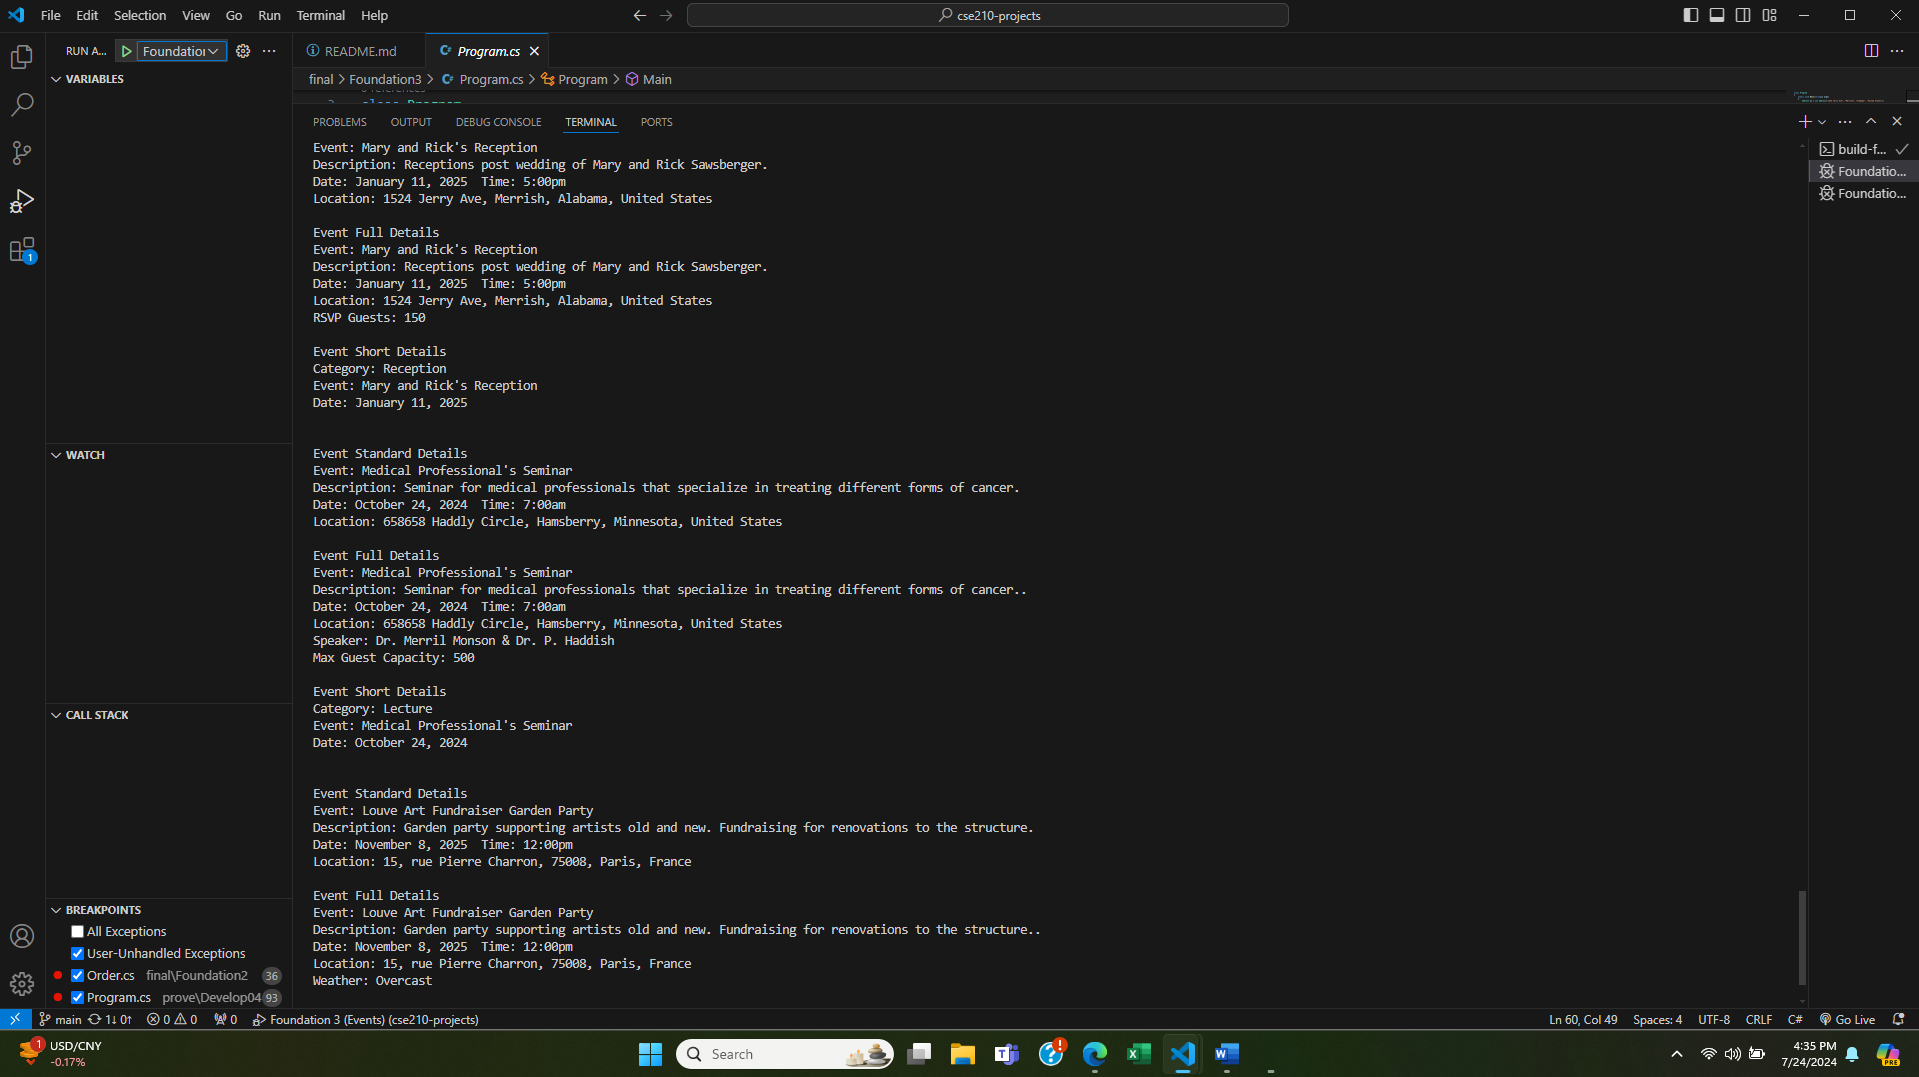 File Edit Selection View Go Run Terminal Help
cse210-projects
RUN A... Foundation
README.md
Program.cs
final > Foundation3 > Program.cs > Program > Main
VARIABLES
WATCH
CALL STACK
BREAKPOINTS
All Exceptions
User-Unhandled Exceptions
Order.cs final\Foundation2 36
Program.cs prove\Develop04 93
1
PROBLEMS OUTPUT DEBUG CONSOLE TERMINAL PORTS
Event: Mary and Rick's Reception
Description: Receptions post wedding of Mary and Rick Sawsberger.
Date: January 11, 2025  Time: 5:00pm
Location: 1524 Jerry Ave, Merrish, Alabama, United States
Event Full Details
Event: Mary and Rick's Reception
Description: Receptions post wedding of Mary and Rick Sawsberger.
Date: January 11, 2025  Time: 5:00pm
Location: 1524 Jerry Ave, Merrish, Alabama, United States
RSVP Guests: 150
Event Short Details
Category: Reception
Event: Mary and Rick's Reception
Date: January 11, 2025
Event Standard Details
Event: Medical Professional's Seminar
Description: Seminar for medical professionals that specialize in treating different forms of cancer.
Date: October 24, 2024  Time: 7:00am
Location: 658658 Haddly Circle, Hamsberry, Minnesota, United States
Event Full Details
Event: Medical Professional's Seminar
Description: Seminar for medical professionals that specialize in treating different forms of cancer..
Date: October 24, 2024  Time: 7:00am
Location: 658658 Haddly Circle, Hamsberry, Minnesota, United States
Speaker: Dr. Merril Monson & Dr. P. Haddish
Max Guest Capacity: 500
Event Short Details
Category: Lecture
Event: Medical Professional's Seminar
Date: October 24, 2024
Event Standard Details
Event: Louve Art Fundraiser Garden Party
Description: Garden party supporting artists old and new. Fundraising for renovations to the structure.
Date: November 8, 2025  Time: 12:00pm
Location: 15, rue Pierre Charron, 75008, Paris, France
Event Full Details
Event: Louve Art Fundraiser Garden Party
Description: Garden party supporting artists old and new. Fundraising for renovations to the structure..
Date: November 8, 2025  Time: 12:00pm
Location: 15, rue Pierre Charron, 75008, Paris, France
Weather: Overcast
build-f...
Foundatio...
Foundatio...
main 1↓ 0↑ 0 0 0 Foundation 3 (Events) (cse210-projects)
Ln 60, Col 49 Spaces: 4 UTF-8 CRLF C# Go Live
1
USD/CNY
-0.17%
Search
4:35 PM
7/24/2024
PRE